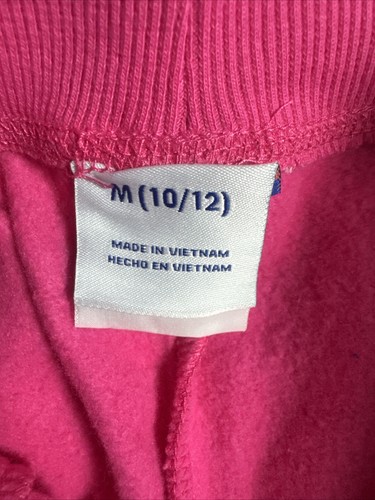 M (10/12)
MADE IN VIETNAM
HECHO EN VIETNAM